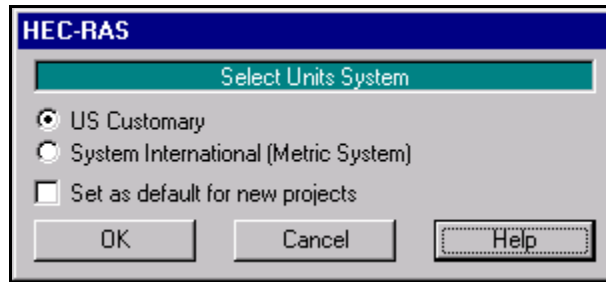 HEC-RAS
Select Units System
US Customary
System International (Metric System)
Set as default for new projects
OK Cancel Help